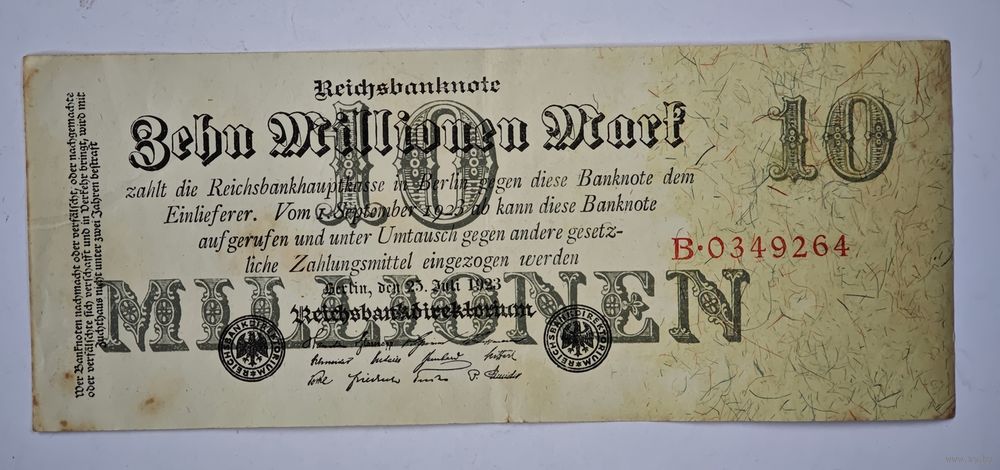 Reichsbanknote
10
Zehn Millionen Mark
10
zahlt die Reichsbankhauptkasse in Berlin gegen diese Banknote dem
Einlieferer. Vom 1. September 1923 ab kann diese Banknote
aufgerufen und unter Umtausch gegen andere gesetz-
liche Zahlungsmittel eingezogen werden
B·0349264
MILLIONEN
Berlin, den 25. Juli 1923
Reichsbankdirektorium
REICHSBANKDIREKTORIUM
REICHSBANKDIREKTORIUM
Wer Banknoten nachmacht oder verfälscht, oder nachgemachte
oder verfälschte sich verschafft und in Verkehr bringt, wird mit
Zuchthaus nicht unter zwei Jahren bestraft